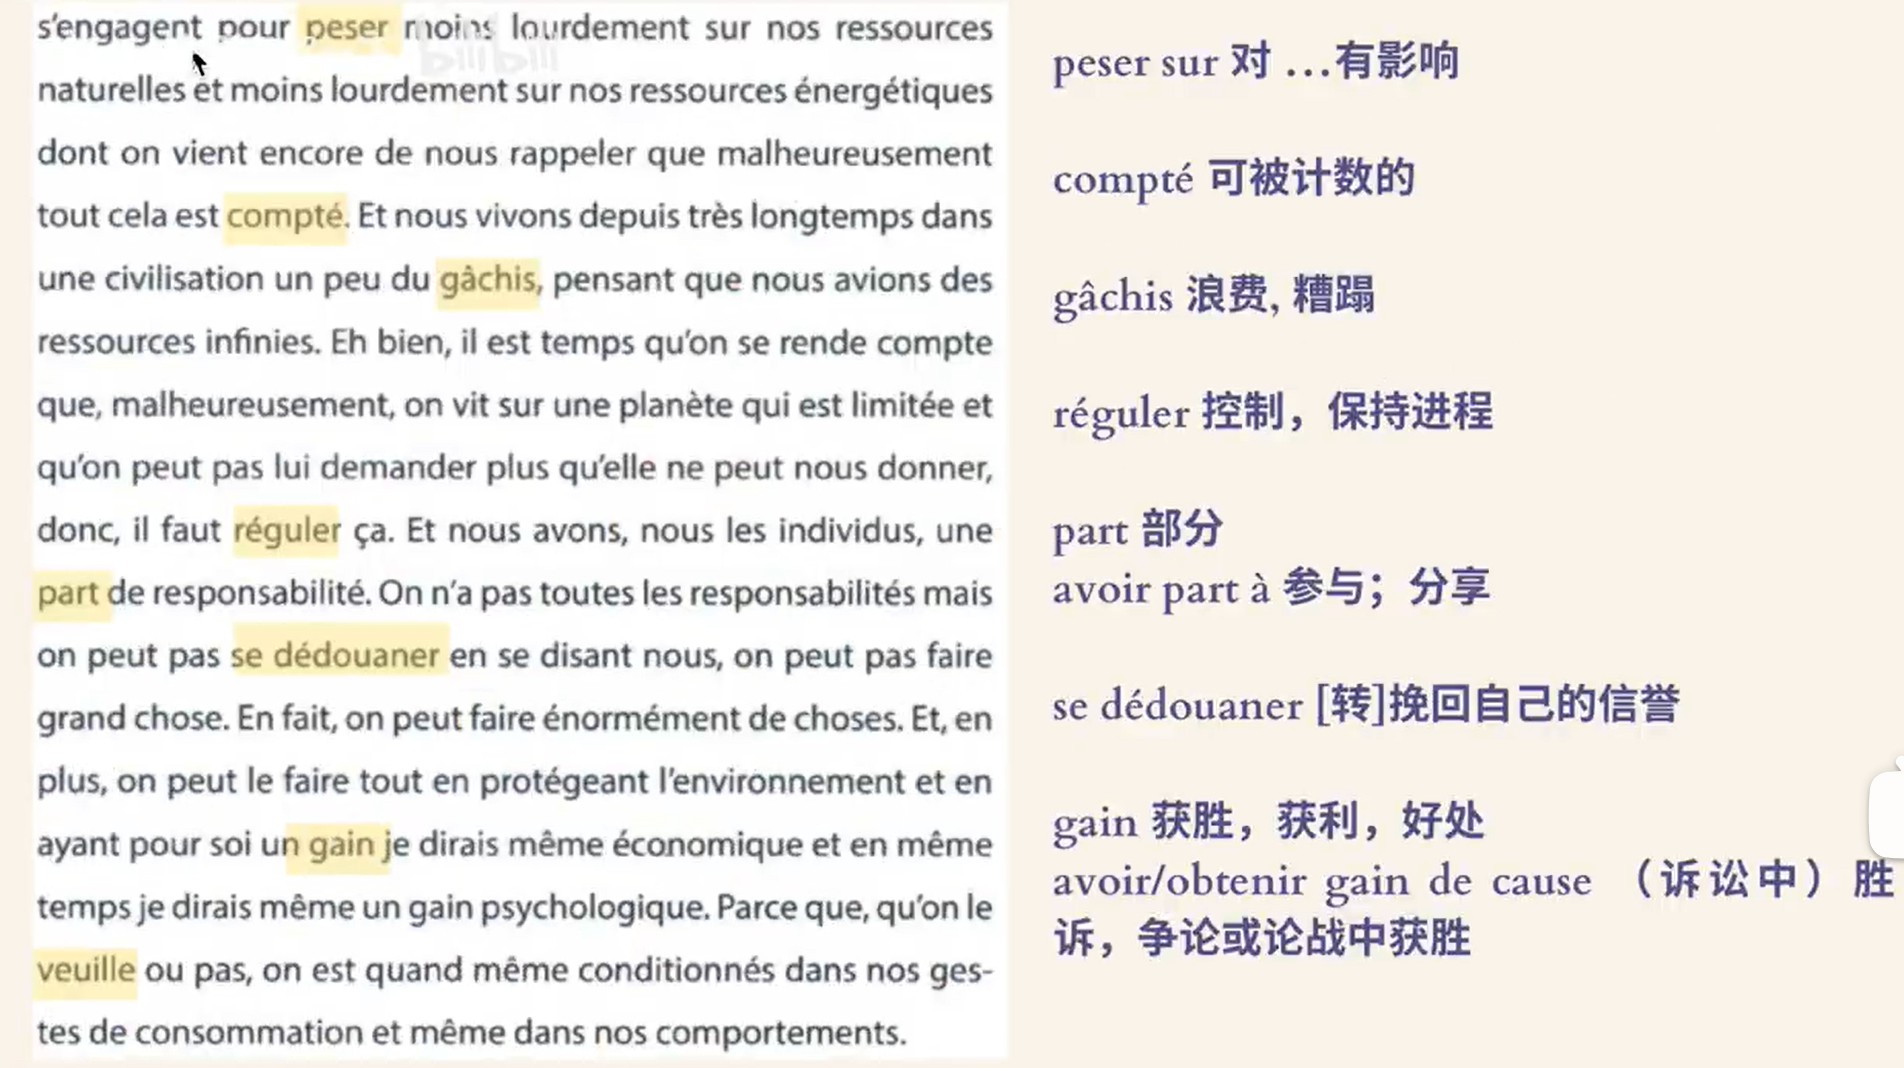 s'engagent pour peser moins lourdement sur nos ressources
naturelles et moins lourdement sur nos ressources énergétiques
dont on vient encore de nous rappeler que malheureusement
tout cela est compté. Et nous vivons depuis très longtemps dans
une civilisation un peu du gâchis, pensant que nous avions des
ressources infinies. Eh bien, il est temps qu'on se rende compte
que, malheureusement, on vit sur une planète qui est limitée et
qu'on peut pas lui demander plus qu'elle ne peut nous donner,
donc, il faut réguler ça. Et nous avons, nous les individus, une
part de responsabilité. On n'a pas toutes les responsabilités mais
on peut pas se dédouaner en se disant nous, on peut pas faire
grand chose. En fait, on peut faire énormément de choses. Et, en
plus, on peut le faire tout en protégeant l'environnement et en
ayant pour soi un gain je dirais même économique et en même
temps je dirais même un gain psychologique. Parce que, qu'on le
veuille ou pas, on est quand même conditionnés dans nos ges-
tes de consommation et même dans nos comportements.
bilibili
peser sur 对 …有影响
compté 可被计数的
gâchis 浪费, 糟蹋
réguler 控制，保持进程
part 部分
avoir part à 参与；分享
se dédouaner [转]挽回自己的信誉
gain 获胜，获利，好处
avoir/obtenir gain de cause （诉讼中）胜
诉，争论或论战中获胜